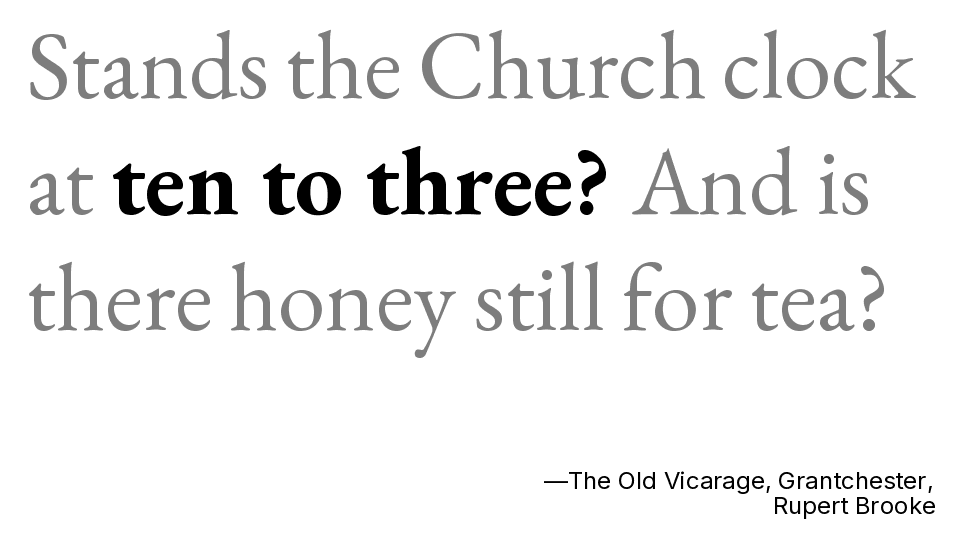 Stands the Church clock
at ten to three? And is
there honey still for tea?
—The Old Vicarage, Grantchester,
Rupert Brooke